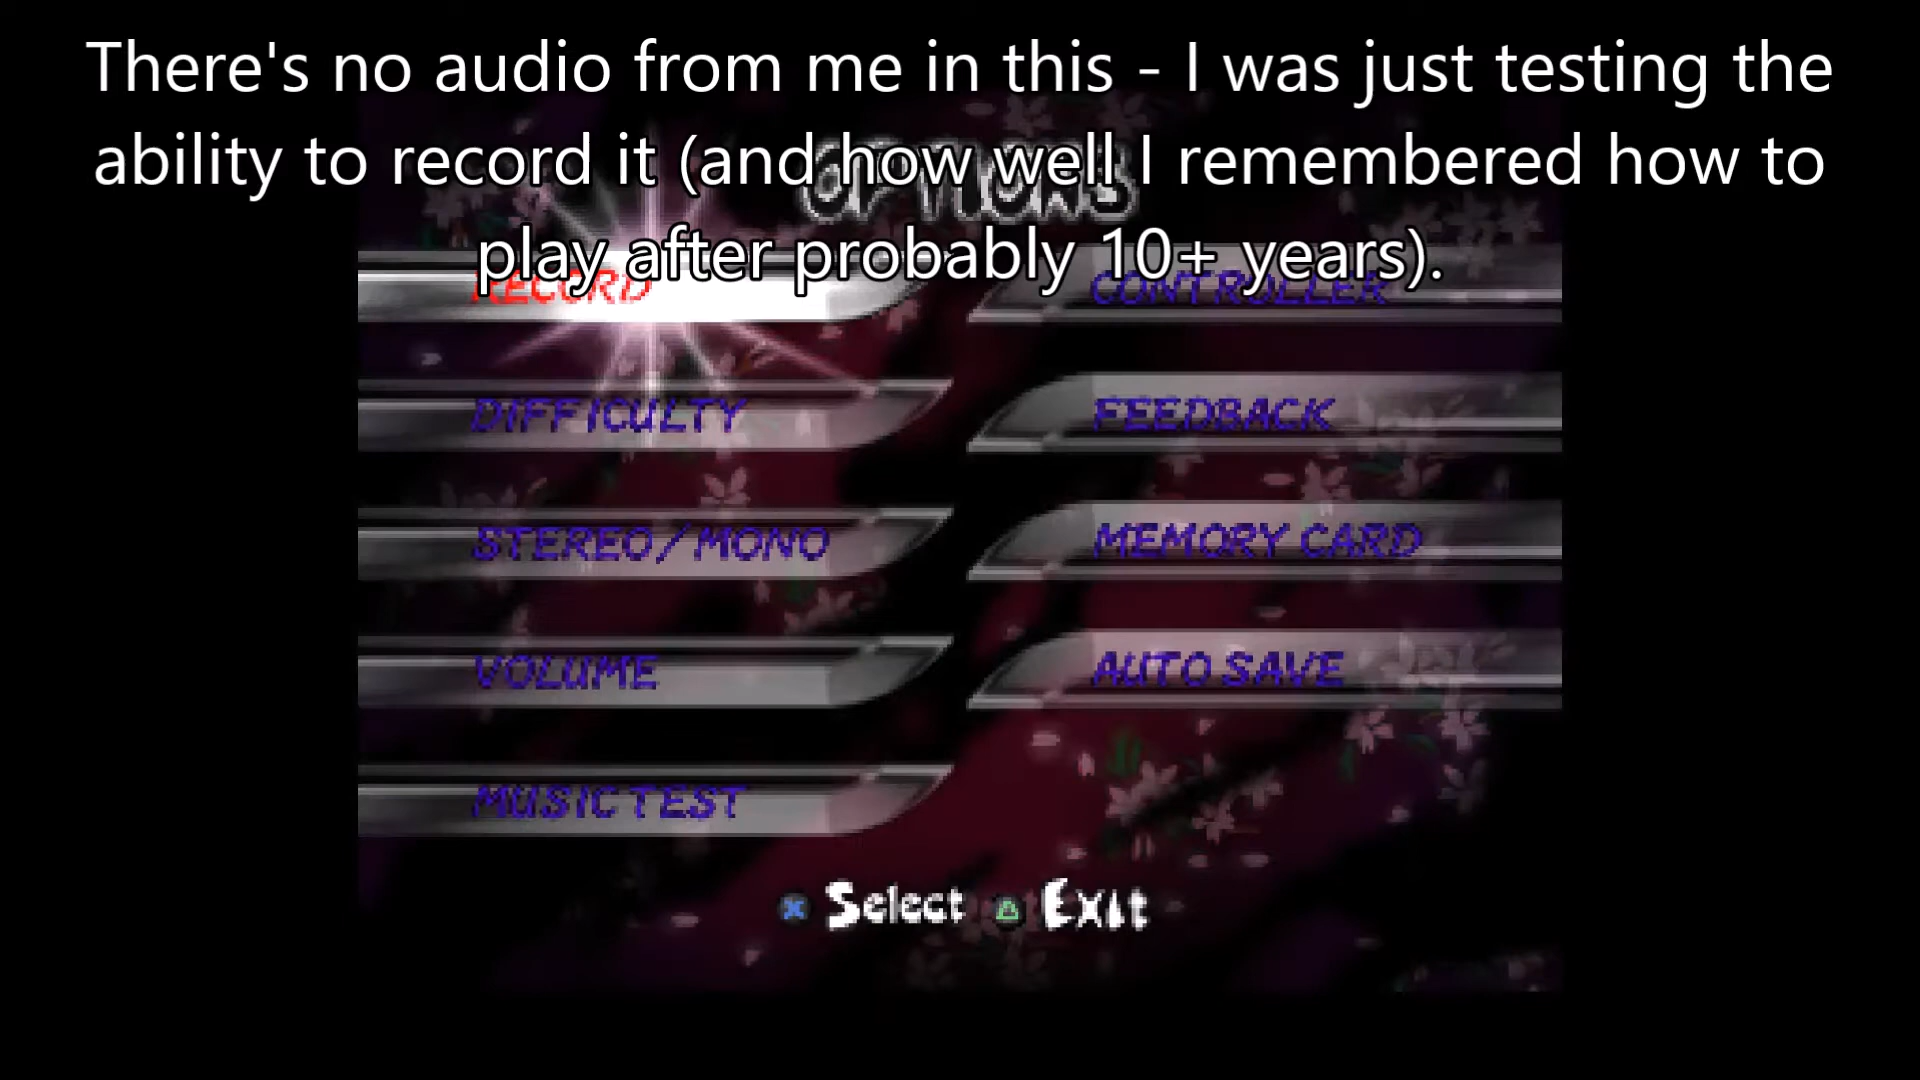 There's no audio from me in this - I was just testing the
ability to record it (and how well I remembered how to
play after probably 10+ years).
OPTIONS
RECORD
CONTROLLER
DIFFICULTY
FEEDBACK
STEREO/MONO
MEMORY CARD
VOLUME
AUTO SAVE
MUSIC TEST
Select Exit